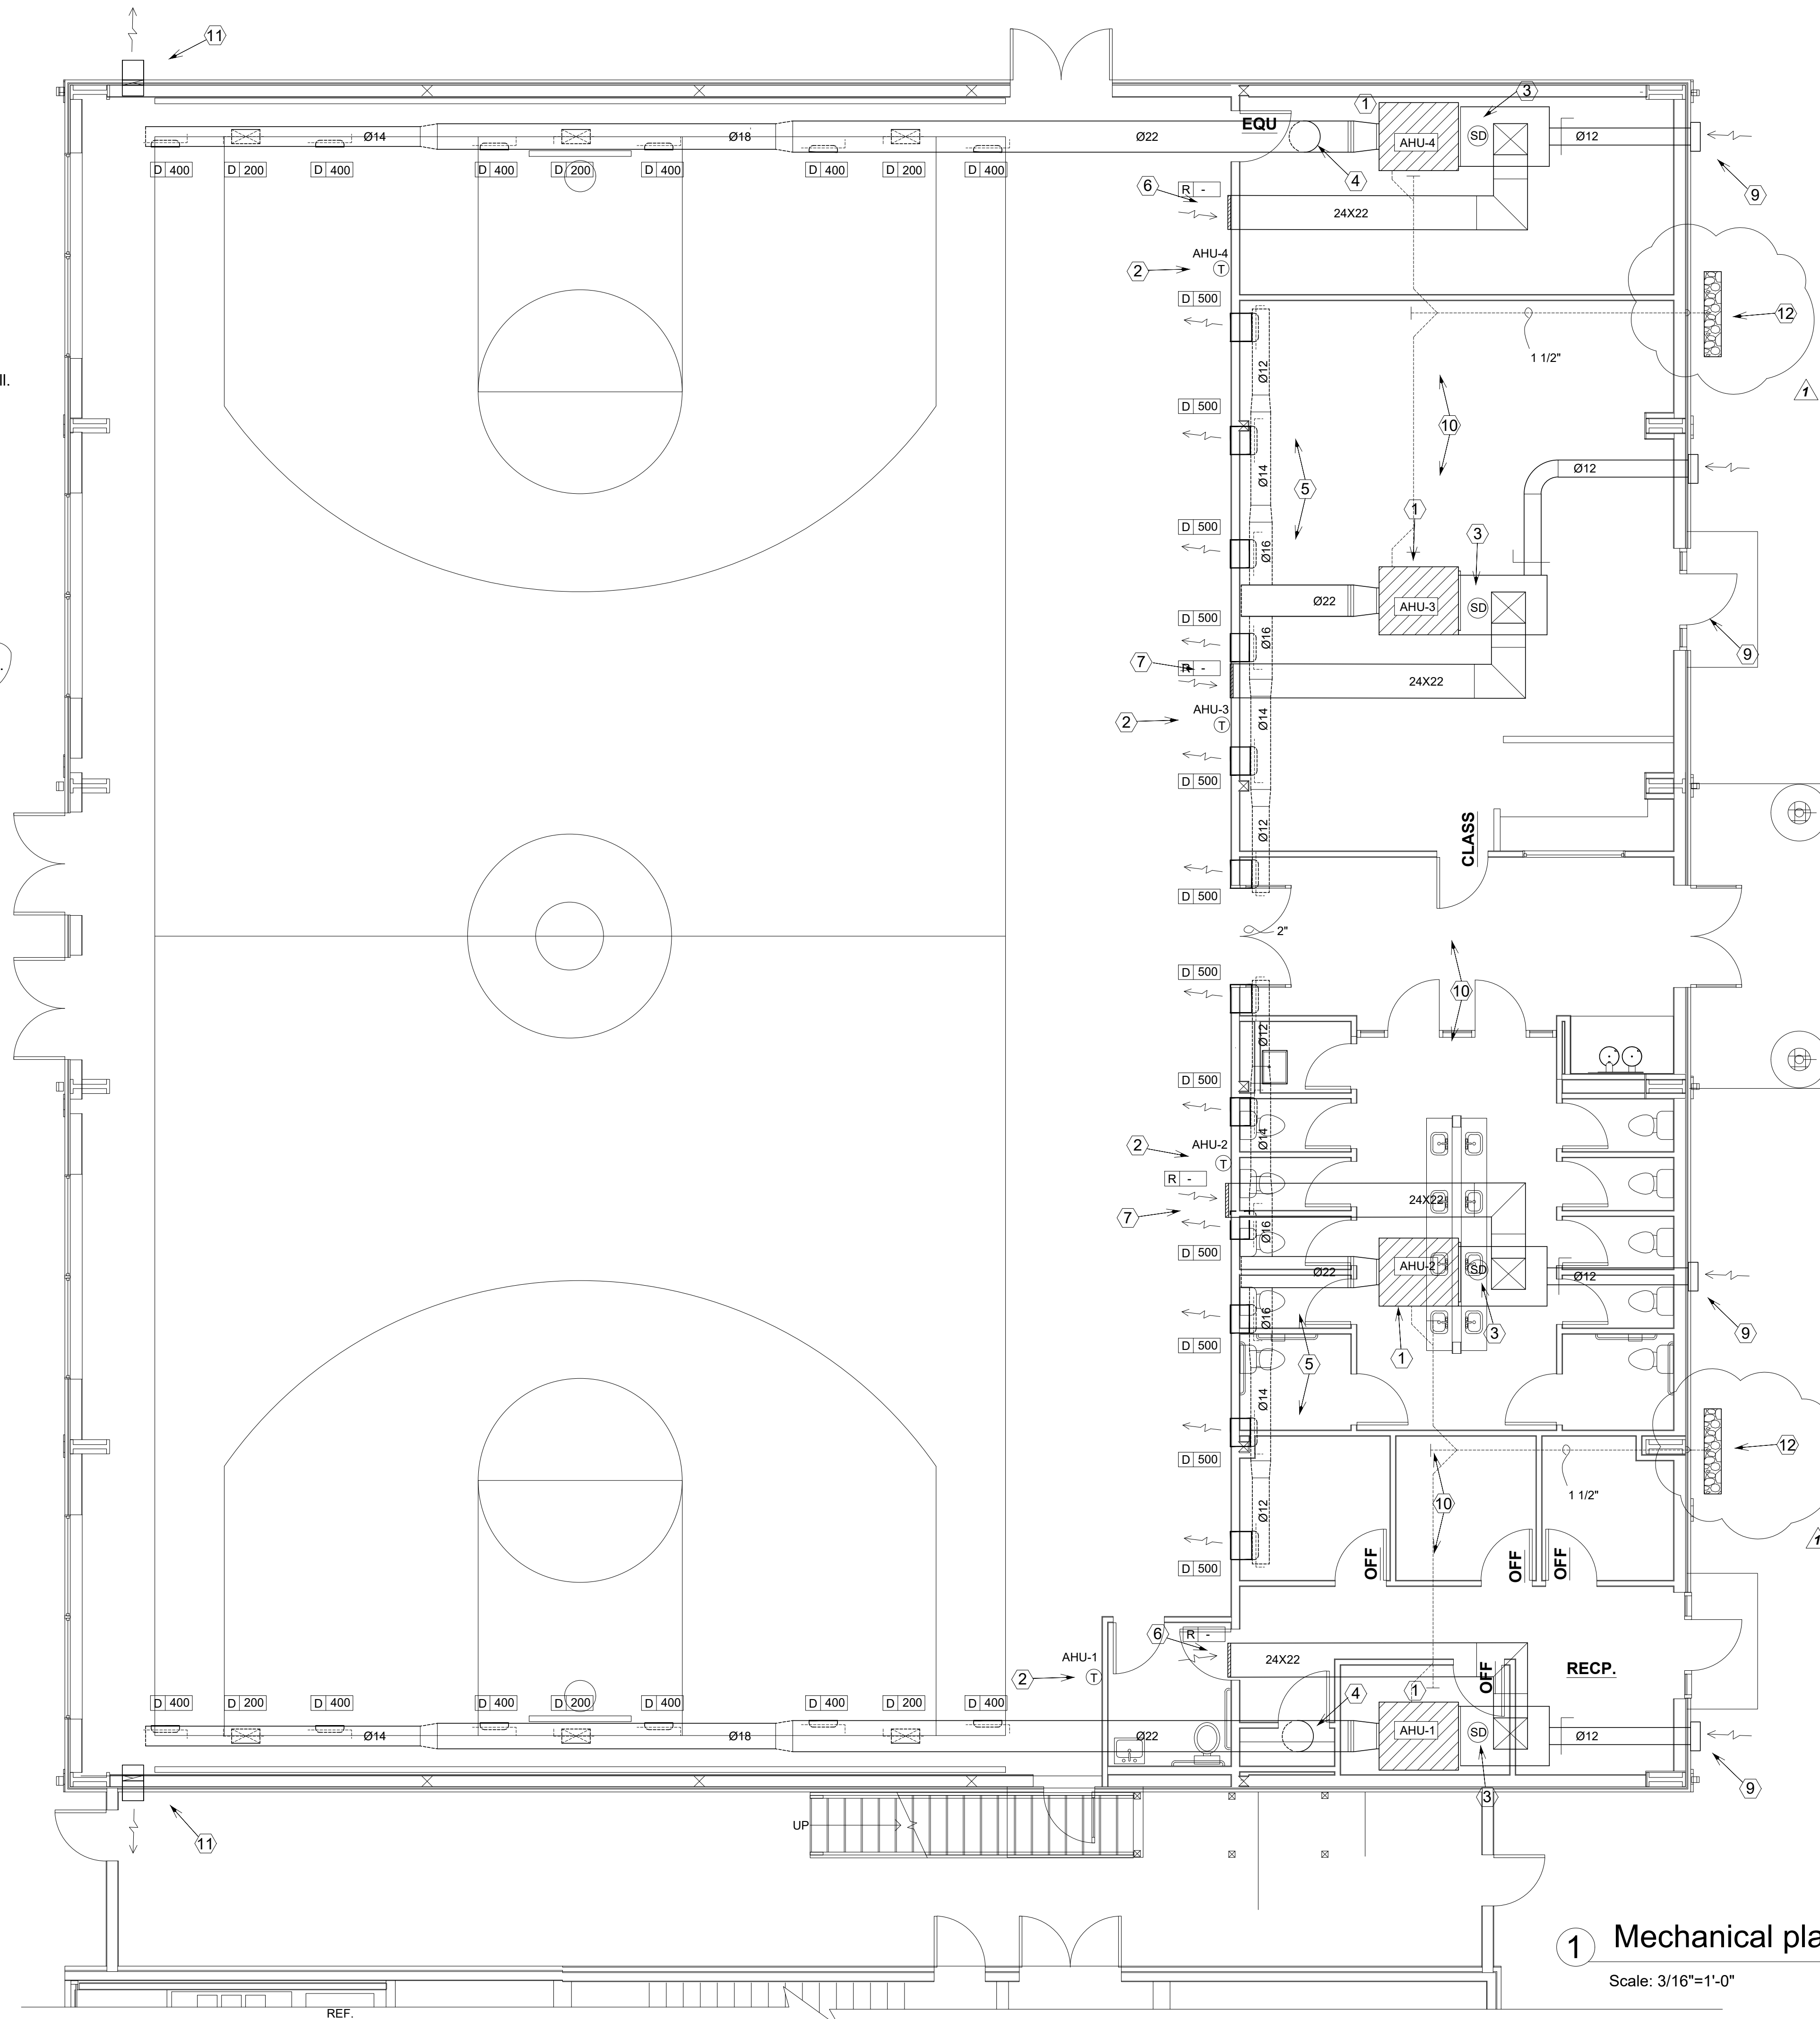 11
EQU
1
AHU-4
3
SD
Ø14
Ø18
Ø22
Ø12
D 400
D 200
D 400
D 400
D 200
D 400
D 400
D 200
D 400
4
9
6
R -
24X22
AHU-4
2
T
D 500
12
1 1/2"
1
ll.
Ø12
D 500
10
Ø14
5
Ø12
1
3
D 500
Ø16
Ø22
AHU-3
SD
D 500
Ø16
9
7
R -
24X22
AHU-3
2
T
Ø14
D 500
Ø12
CLASS
D 500
2"
D 500
10
Ø12
D 500
Ø14
AHU-2
2
T
R -
7
24X22
Ø16
D 500
Ø22
AHU-2
SD
Ø12
Ø16
D 500
3
9
1
5
Ø14
12
D 500
1 1/2"
10
Ø12
OFF
OFF
OFF
D 500
1
6
R -
24X22
AHU-1
2
T
OFF
RECP.
1
4
D 400
D 200
D 400
D 400
D 200
D 400
D 400
D 200
D 400
Ø14
Ø18
Ø22
AHU-1
SD
Ø12
9
3
11
UP
1 Mechanical pla
Scale: 3/16"=1'-0"
REF.